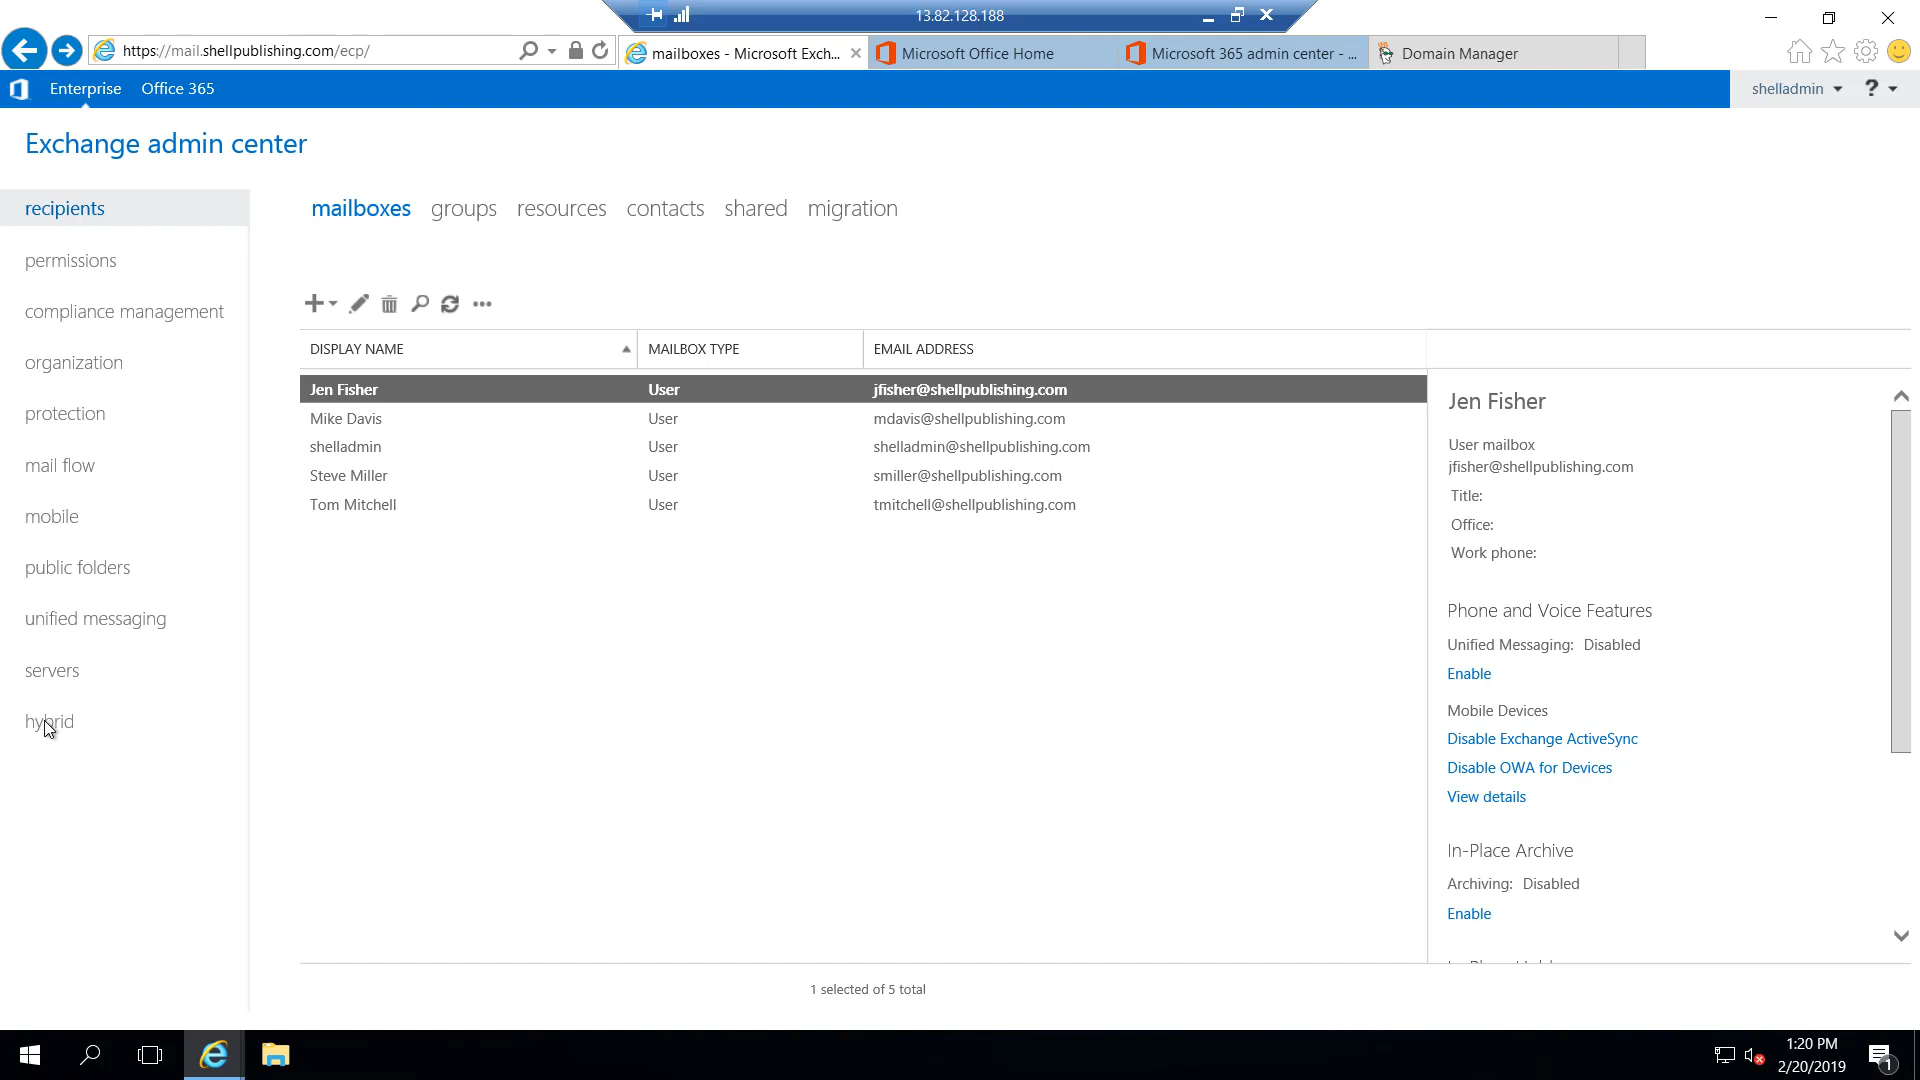 13.82.128.188
https://mail.shellpublishing.com/ecp/
mailboxes - Microsoft Exch...
Microsoft Office Home
Microsoft 365 admin center - ...
Domain Manager
Enterprise
Office 365
shelladmin
?
Exchange admin center
recipients
permissions
compliance management
organization
protection
mail flow
mobile
public folders
unified messaging
servers
hybrid
mailboxes groups resources contacts shared migration
DISPLAY NAME MAILBOX TYPE EMAIL ADDRESS
Jen Fisher User jfisher@shellpublishing.com
Mike Davis User mdavis@shellpublishing.com
shelladmin User shelladmin@shellpublishing.com
Steve Miller User smiller@shellpublishing.com
Tom Mitchell User tmitchell@shellpublishing.com
1 selected of 5 total
Jen Fisher
User mailbox
jfisher@shellpublishing.com
Title:
Office:
Work phone:
Phone and Voice Features
Unified Messaging: Disabled
Enable
Mobile Devices
Disable Exchange ActiveSync
Disable OWA for Devices
View details
In-Place Archive
Archiving: Disabled
Enable
1:20 PM
2/20/2019
1